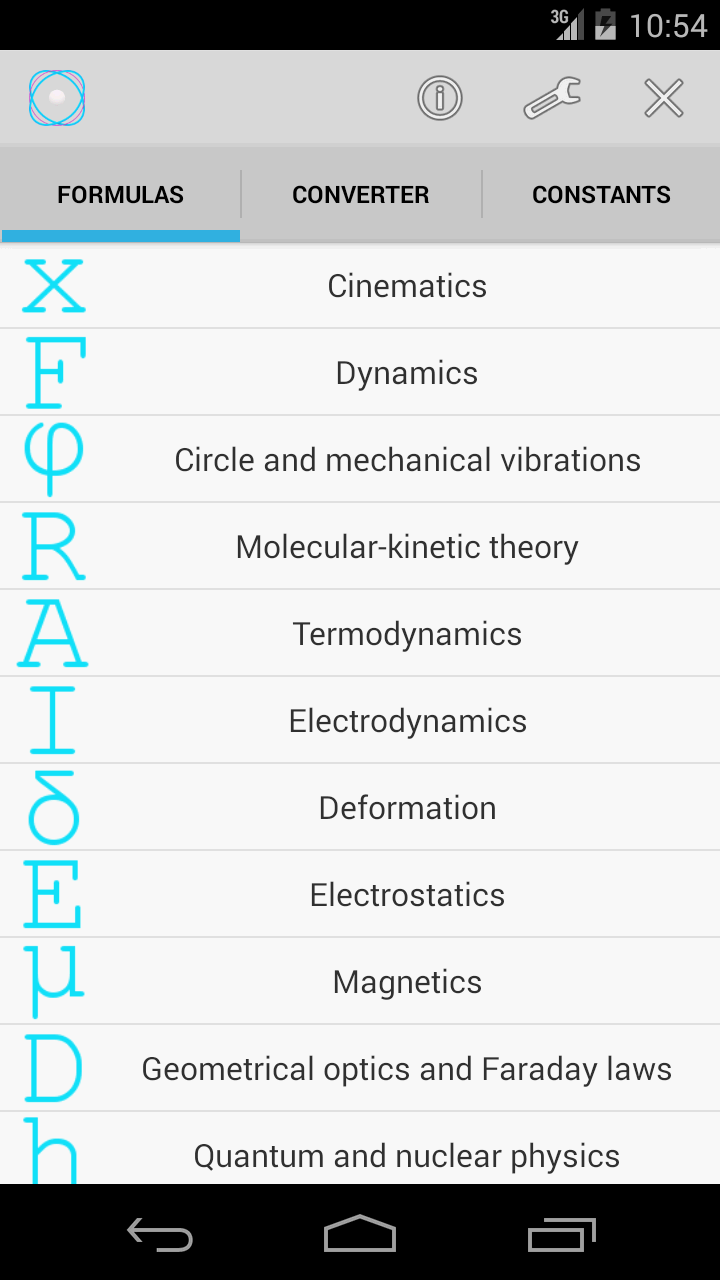 3G 10:54
FORMULAS CONVERTER CONSTANTS
X Cinematics
F Dynamics
φ Circle and mechanical vibrations
R Molecular-kinetic theory
A Termodynamics
I Electrodynamics
δ Deformation
E Electrostatics
μ Magnetics
D Geometrical optics and Faraday laws
h Quantum and nuclear physics